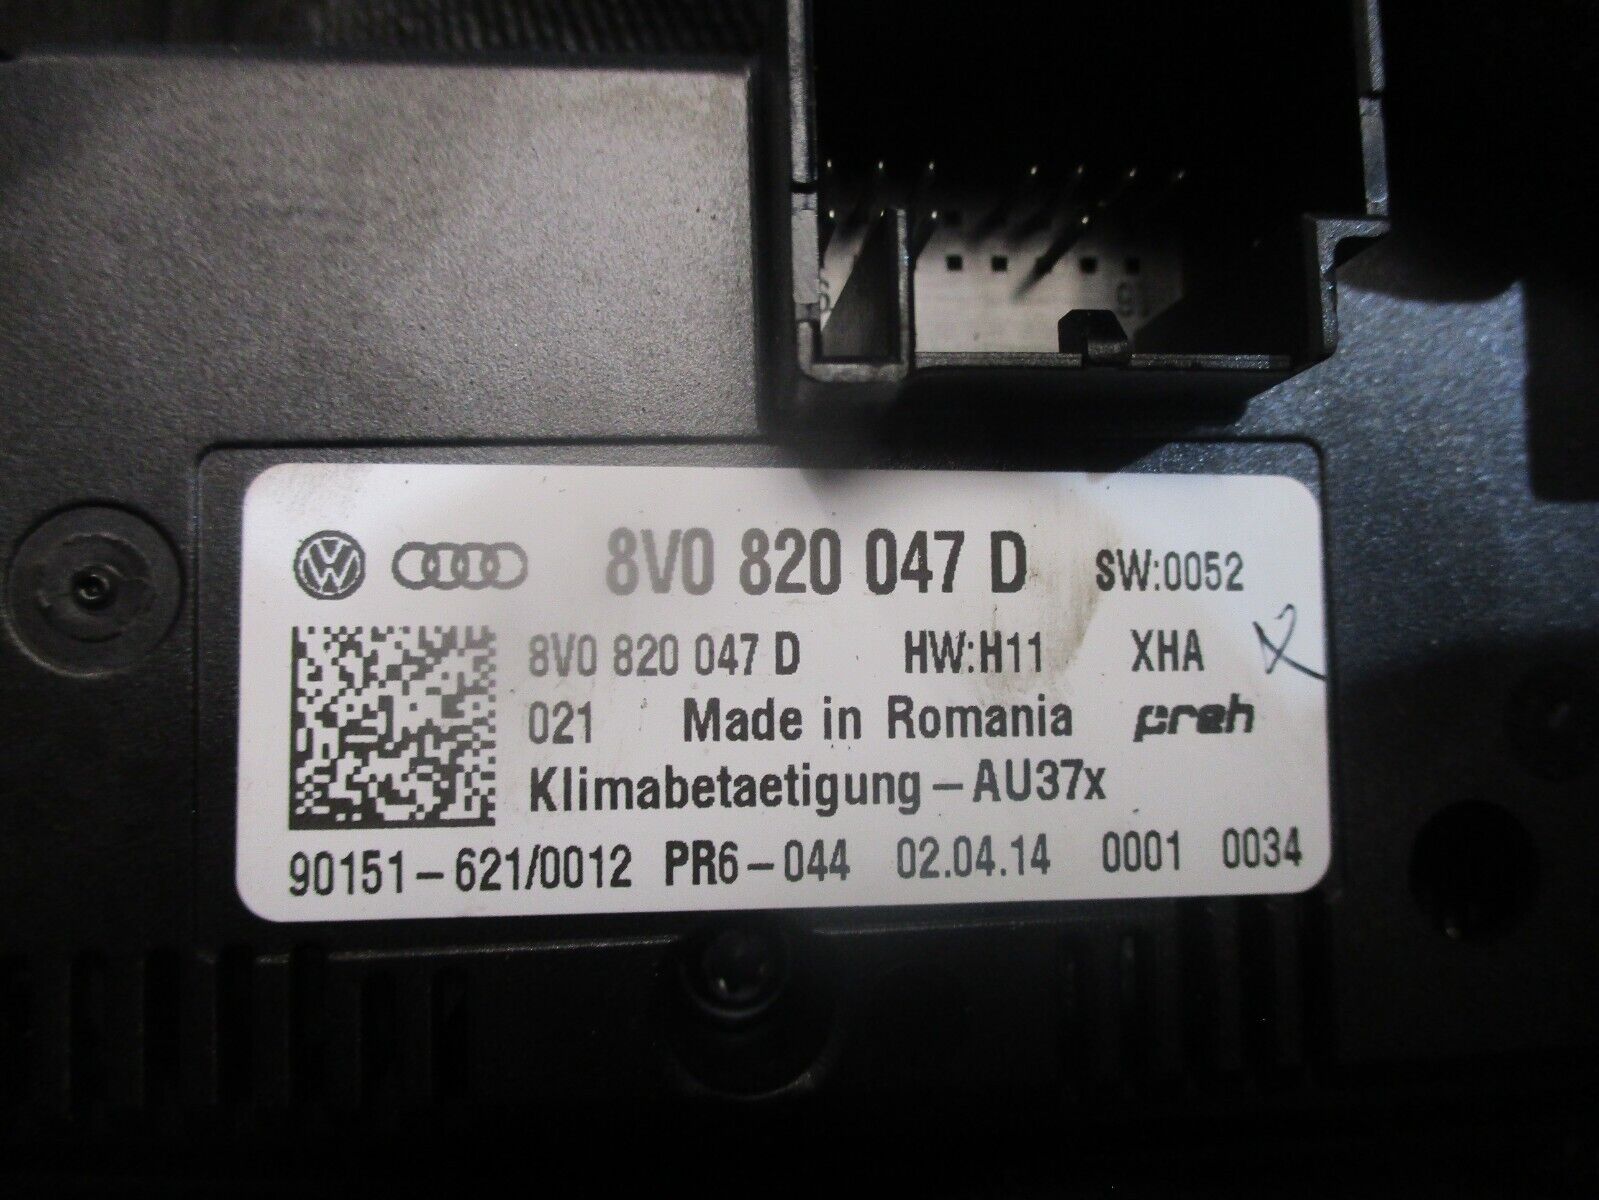 8V0 820 047 D SW:0052
8V0 820 047 D HW:H11 XHA
021 Made in Romania preh
Klimabetaetigung-AU37x
90151-621/0012 PR6-044 02.04.14 0001 0034